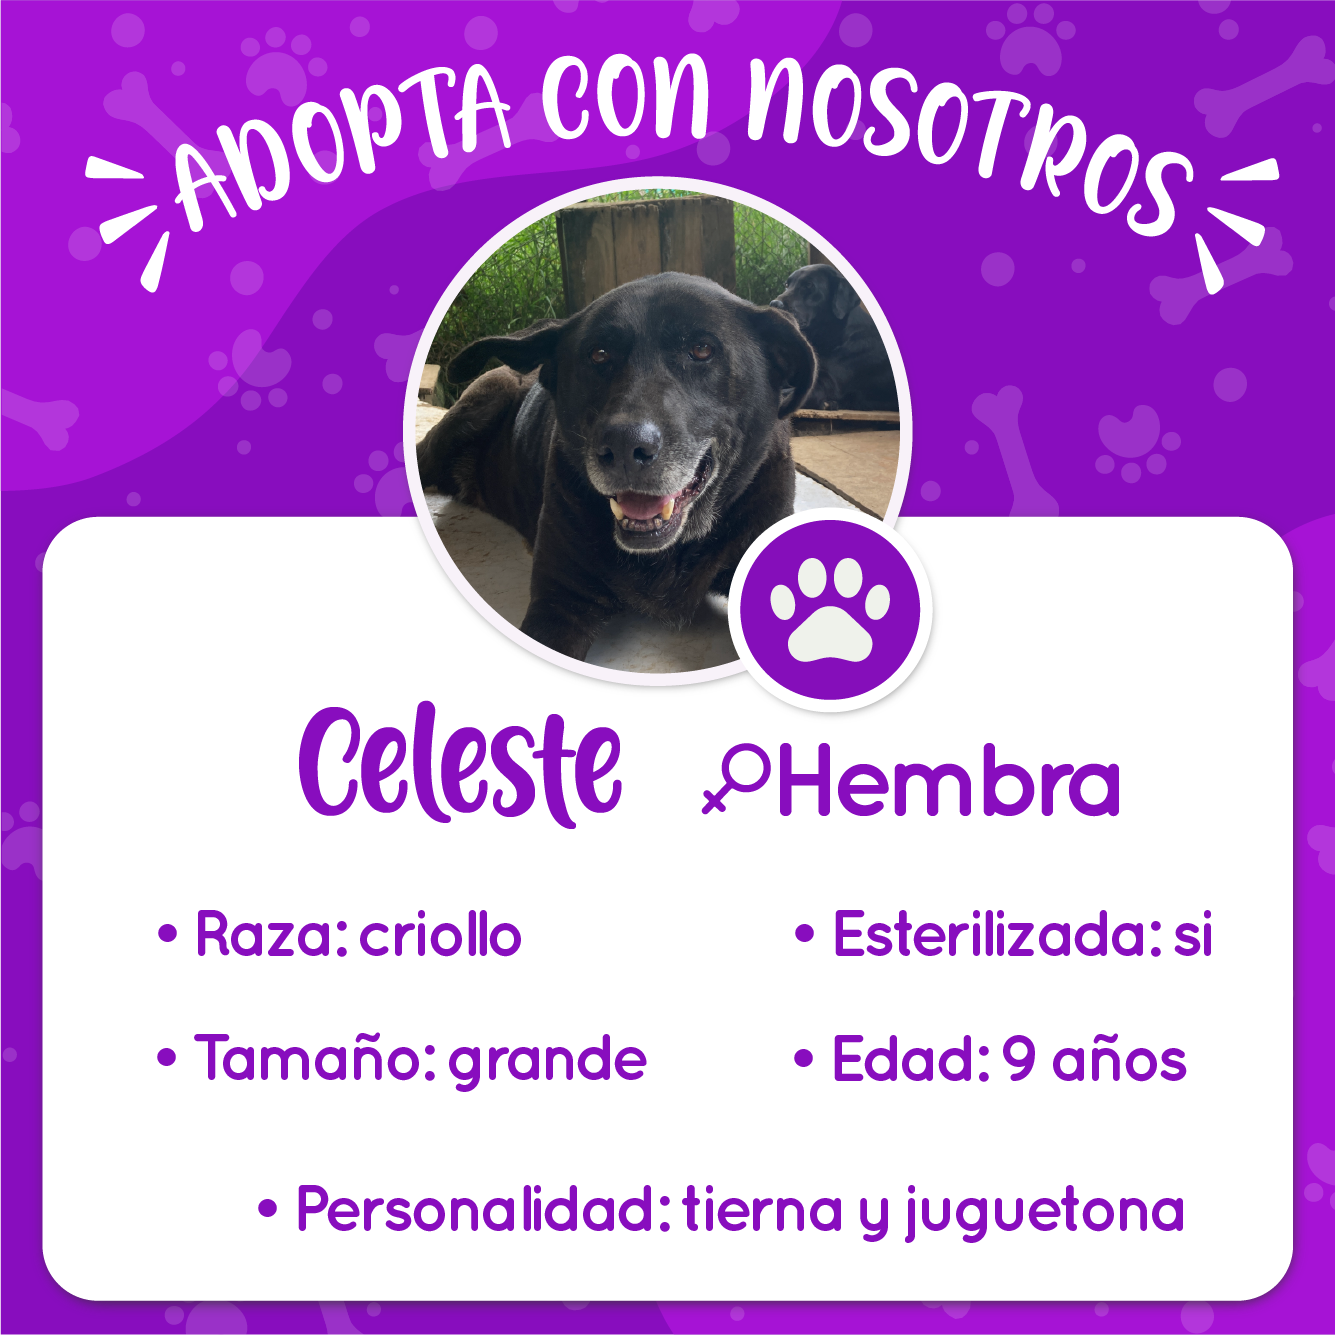 ADOPTA CON NOSOTROS
Celeste
Hembra
• Raza: criollo
• Esterilizada: si
• Tamaño: grande
• Edad: 9 años
• Personalidad: tierna y juguetona